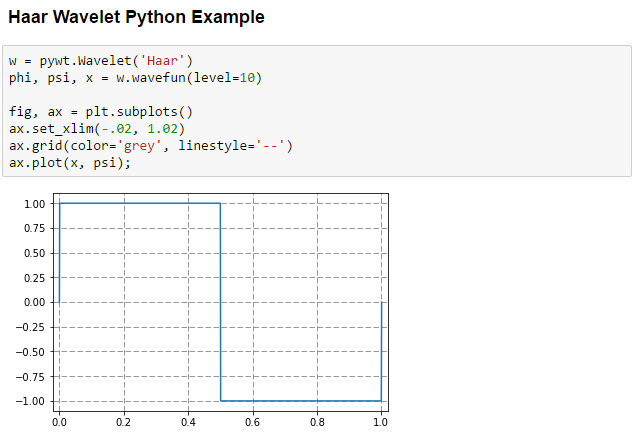 Haar Wavelet Python Example
w = pywt.Wavelet('Haar')
phi, psi, x = w.wavefun(level=10)
fig, ax = plt.subplots()
ax.set_xlim(-.02, 1.02)
ax.grid(color='grey', linestyle='--')
ax.plot(x, psi);
1.00
0.75
0.50
0.25
0.00
−0.25
−0.50
−0.75
−1.00
0.0 0.2 0.4 0.6 0.8 1.0